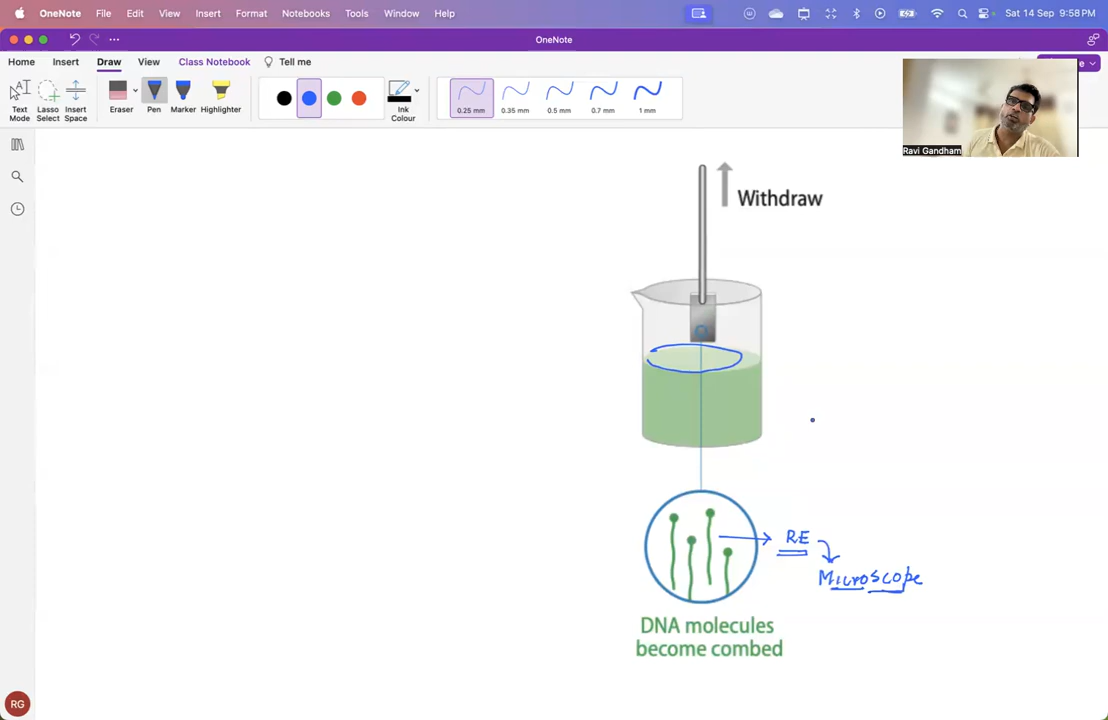 OneNote File Edit View Insert Format Notebooks Tools Window Help Sat 14 Sep 9:58 PM
OneNote
Home Insert Draw View Class Notebook Tell me
Text Mode
Lasso Select
Insert Space
Eraser
Pen
Marker
Highlighter
Ink Colour
0.25 mm 0.35 mm 0.5 mm 0.7 mm 1 mm
Ravi Gandham
Withdraw
RE
Microscope
DNA molecules
become combed
RG